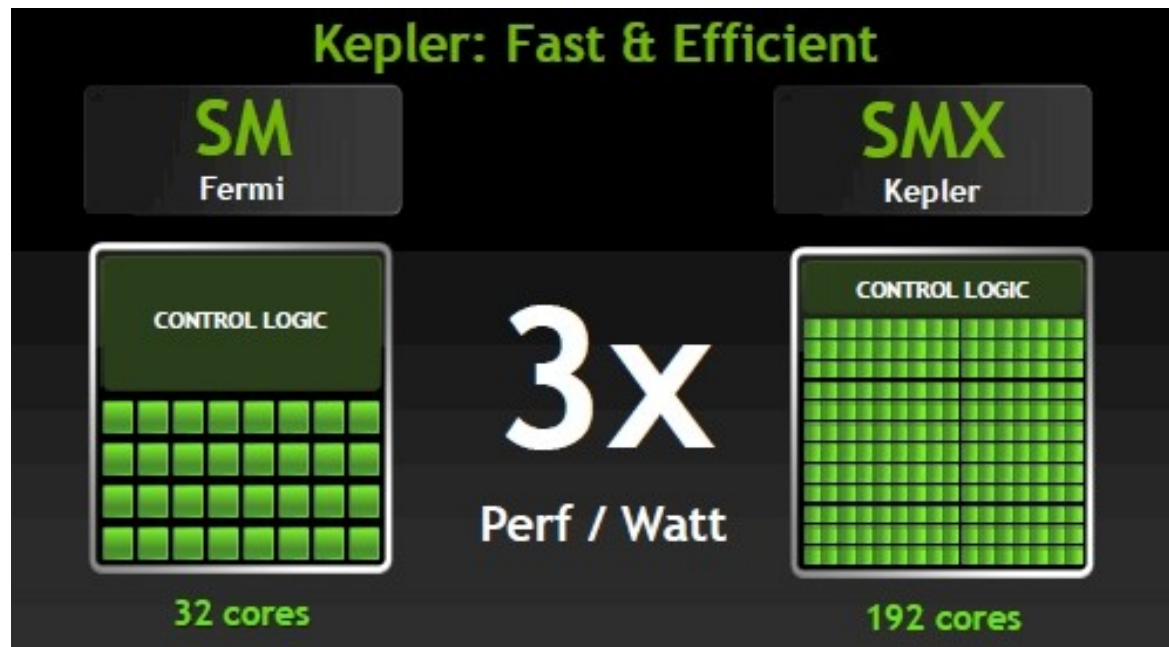 Kepler: Fast & Efficient
SM
Fermi
SMX
Kepler
CONTROL LOGIC
CONTROL LOGIC
3x
Perf / Watt
32 cores
192 cores